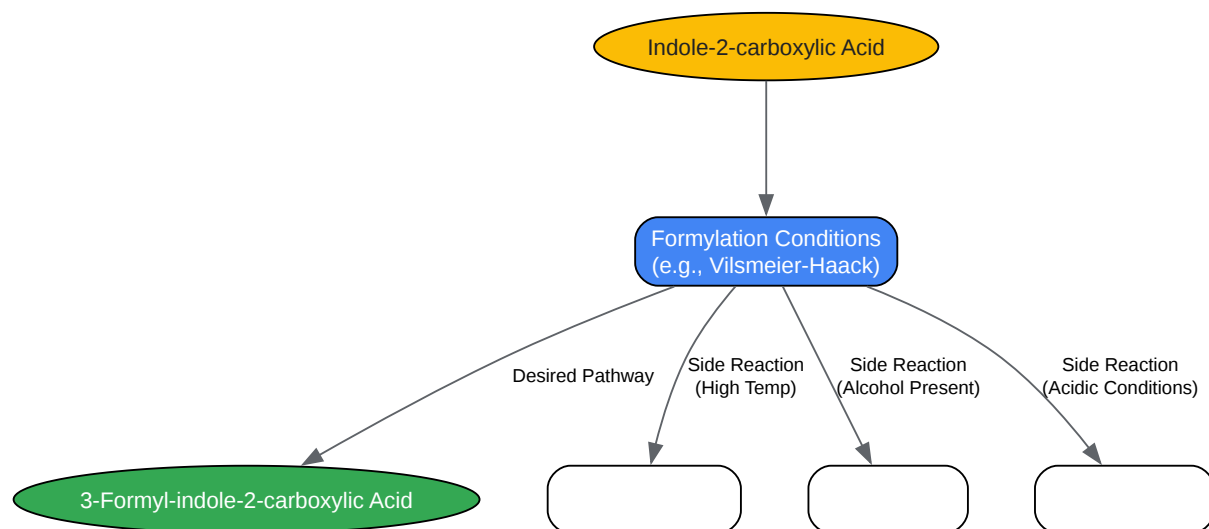 Indole-2-carboxylic Acid
Formylation Conditions
(e.g., Vilsmeier-Haack)
Desired Pathway
Side Reaction
(High Temp)
Side Reaction
(Alcohol Present)
Side Reaction
(Acidic Conditions)
3-Formyl-indole-2-carboxylic Acid